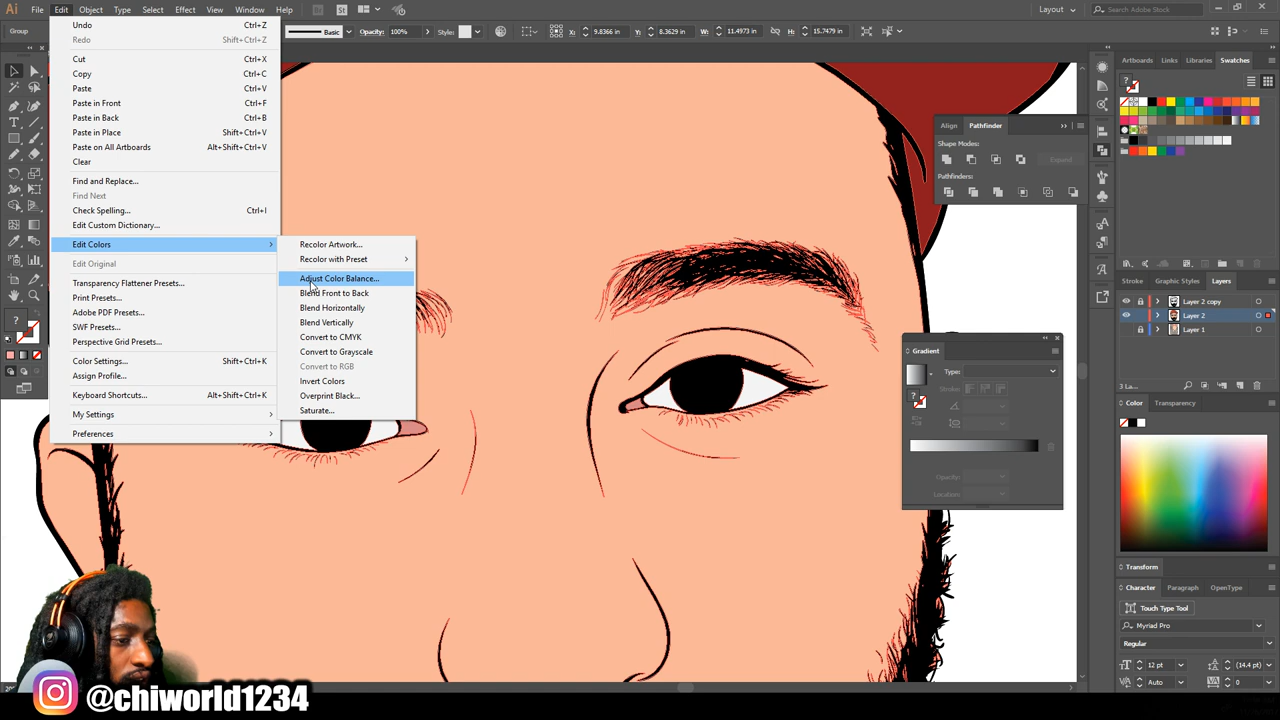 Ai File Edit Object Type Select Effect View Window Help Br St Layout Search Adobe Stock
Group Basic Opacity: 100% Style: X: 9.8366 in Y: 8.3629 in W: 11.4973 in H: 15.7479 in
Undo Ctrl+Z
Redo Shift+Ctrl+Z
Cut Ctrl+X
Copy Ctrl+C
Paste Ctrl+V
Paste in Front Ctrl+F
Paste in Back Ctrl+B
Paste in Place Shift+Ctrl+V
Paste on All Artboards Alt+Shift+Ctrl+V
Clear
Find and Replace...
Find Next
Check Spelling... Ctrl+I
Edit Custom Dictionary...
Edit Colors
Edit Original
Transparency Flattener Presets...
Print Presets...
Adobe PDF Presets...
SWF Presets...
Perspective Grid Presets...
Color Settings... Shift+Ctrl+K
Assign Profile...
Keyboard Shortcuts... Alt+Shift+Ctrl+K
My Settings
Preferences
Recolor Artwork...
Recolor with Preset
Adjust Color Balance...
Blend Front to Back
Blend Horizontally
Blend Vertically
Convert to CMYK
Convert to Grayscale
Convert to RGB
Invert Colors
Overprint Black...
Saturate...
Artboards Links Libraries Swatches
Align Pathfinder
Shape Modes:
Expand
Pathfinders:
Stroke Graphic Styles Layers
Layer 2 copy
Layer 2
Layer 1
3 La...
Gradient
Type:
Stroke:
Opacity:
Location:
Color Transparency
Transform
Character Paragraph OpenType
Touch Type Tool
Myriad Pro
Regular
12 pt (14.4 pt)
Auto 0
@chiworld1234